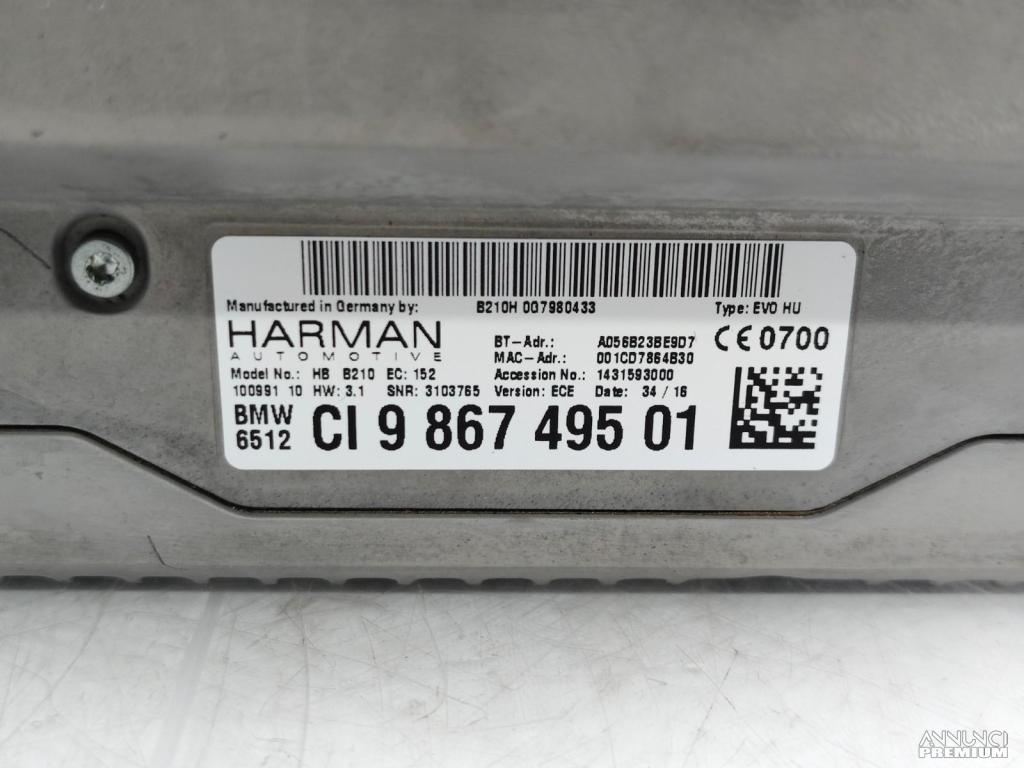 Manufactured in Germany by: B210H 0G7980433 Type: EVO HU
HARMAN
AUTOMOTIVE
CE 0700
BT-Adr.: A056B23BE9D7
MAC-Adr.: 001CD7864B30
Model No.: HB B210 EC: 152 Accession No.: 1431593000
100991 10 HW: 3.1 SNR: 3103765 Version: ECE Date: 34 / 16
BMW
6512 CI 9 867 495 01
ANNUNCI
PREMIUM